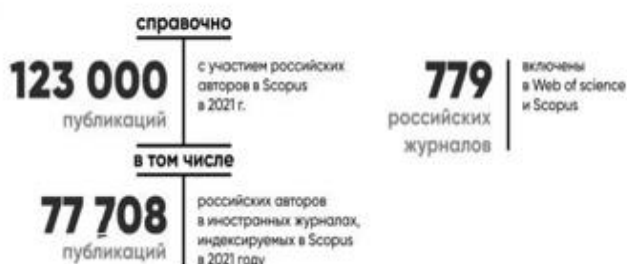 справочно
123 000
публикаций
с участием российских
авторов в Scopus
в 2021 г.
779
российских
журналов
включены
в Web of science
и Scopus
в том числе
77 708
публикаций
российских авторов
в иностранных журналах,
индексируемых в Scopus
в 2021 году